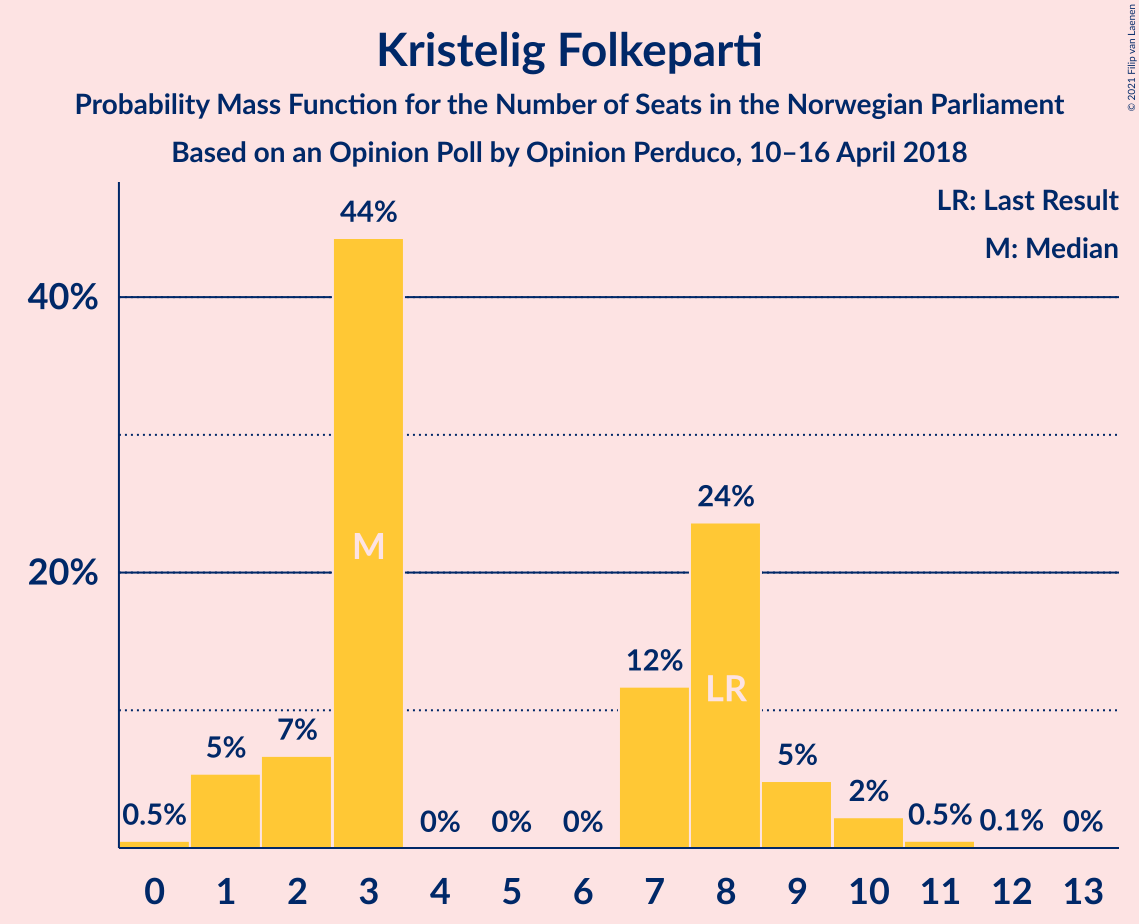 Kristelig Folkeparti
Probability Mass Function for the Number of Seats in the Norwegian Parliament
Based on an Opinion Poll by Opinion Perduco, 10–16 April 2018
© 2021 Filip van Laenen
LR: Last Result
M: Median
44%
40%
24%
M
20%
12%
LR
7%
5%
5%
2%
0.5%
0%
0%
0%
0.5%
0.1%
0%
0 1 2 3 4 5 6 7 8 9 10 11 12 13